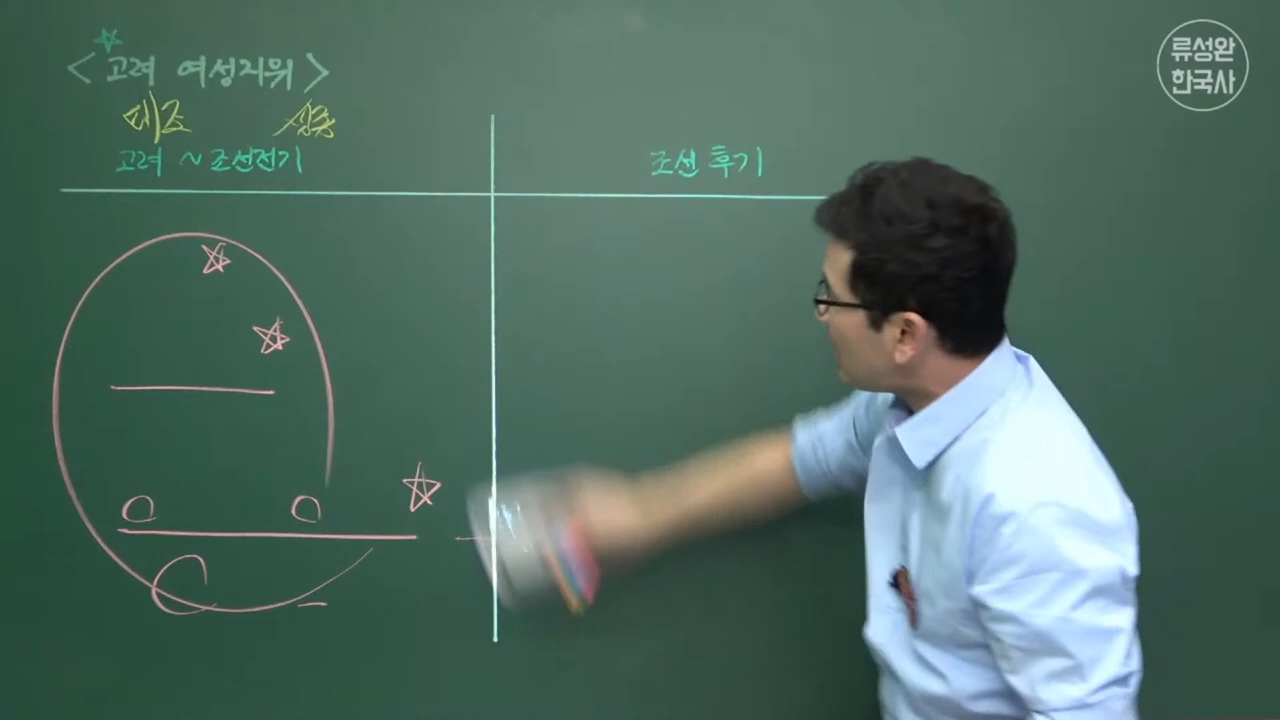 <고려 여성지위>
태조 성종
고려 ~ 조선전기
조선 후기
류성완
한국사